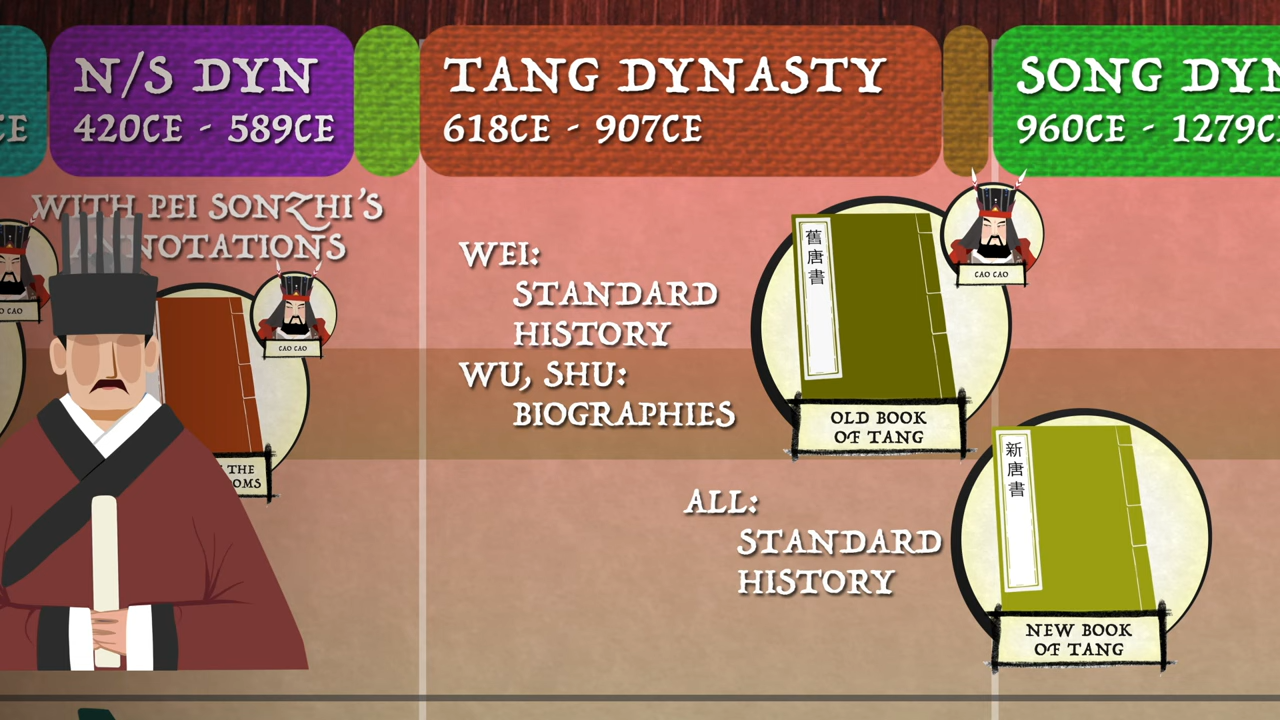 N/S DYN
420CE - 589CE
TANG DYNASTY
618CE - 907CE
SONG DYN
960CE - 1279C
CE
WITH PEI SONZHI'S
NOTATIONS
CAO CAO
O CAO
CAO CAO
THE
OMS
WEI:
STANDARD
HISTORY
WU, SHU:
BIOGRAPHIES
舊唐書
OLD BOOK
OF TANG
ALL:
STANDARD
HISTORY
新唐書
NEW BOOK
OF TANG